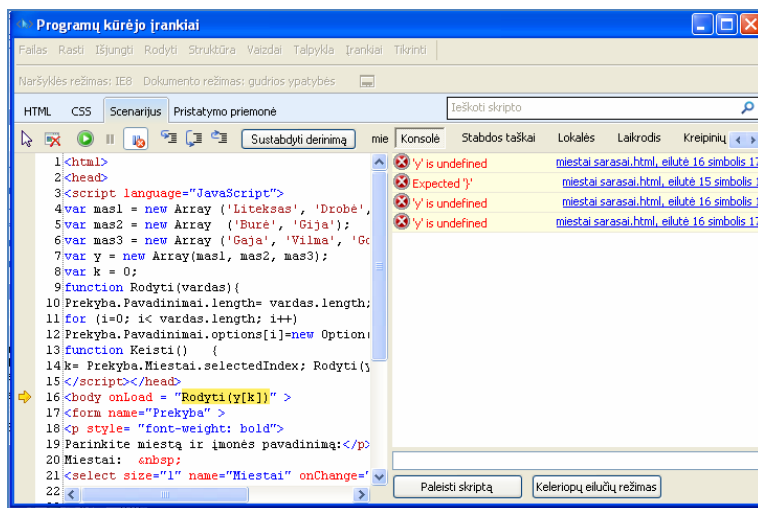 Programų kūrėjo įrankiai
Failas Rasti Išjungti Rodyti Struktūra Vaizdai Talpykla Įrankiai Tikrinti
Naršyklės režimas: IE8 Dokumento režimas: gudrios ypatybės
HTML CSS Scenarijus Pristatymo priemonė Ieškoti skripto
Sustabdyti derinimą mie Konsolė Stabdos taškai Lokalės Laikrodis Kreipinių
1 <html>
2 <head>
3 <script language="JavaScript">
4 var mas1 = new Array ('Liteksas', 'Drobė',
5 var mas2 = new Array  ('Burė', 'Gija');
6 var mas3 = new Array ('Gaja', 'Vilma', 'Go
7 var y = new Array(mas1, mas2, mas3);
8 var k = 0;
9 function Rodyti(vardas){
10 Prekyba.Pavadinimai.length= vardas.length;
11 for (i=0; i< vardas.length; i++)
12 Prekyba.Pavadinimai.options[i]=new Option(
13 function Keisti()   {
14 k= Prekyba.Miestai.selectedIndex; Rodyti(y
15 </script></head>
16 <body onLoad = "Rodyti(y[k])" >
17 <form name="Prekyba" >
18 <p style= "font-weight: bold">
19 Parinkite miestą ir įmonės pavadinimą:</p>
20 Miestai:  &nbsp;
21 <select size="1" name="Miestai" onChange="
22
'y' is undefined miestai sarasai.html, eilutė 16 simbolis 17
Expected '}' miestai sarasai.html, eilutė 15 simbolis 1
'y' is undefined miestai sarasai.html, eilutė 16 simbolis 17
'y' is undefined miestai sarasai.html, eilutė 16 simbolis 17
Paleisti skriptą Keleriopų eilučių režimas